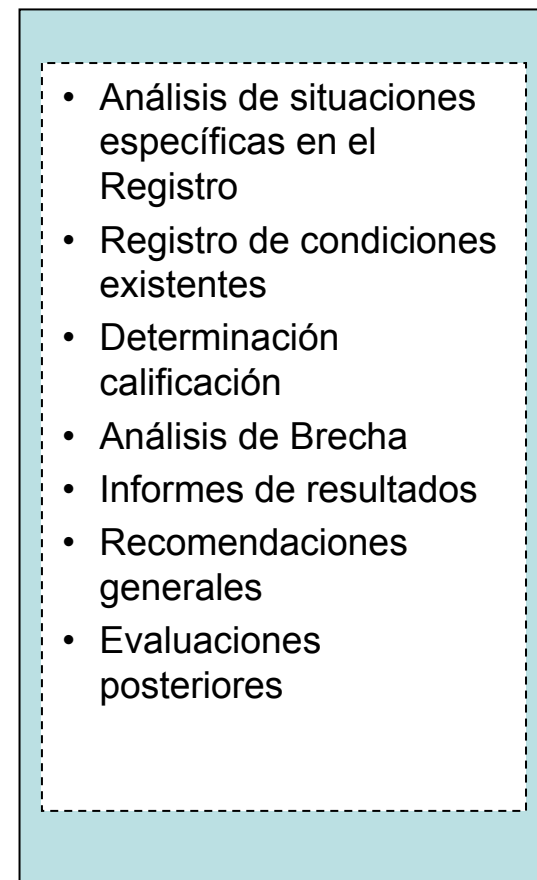 • Análisis de situaciones
específicas en el
Registro
• Registro de condiciones
existentes
• Determinación
calificación
• Análisis de Brecha
• Informes de resultados
• Recomendaciones
generales
• Evaluaciones
posteriores